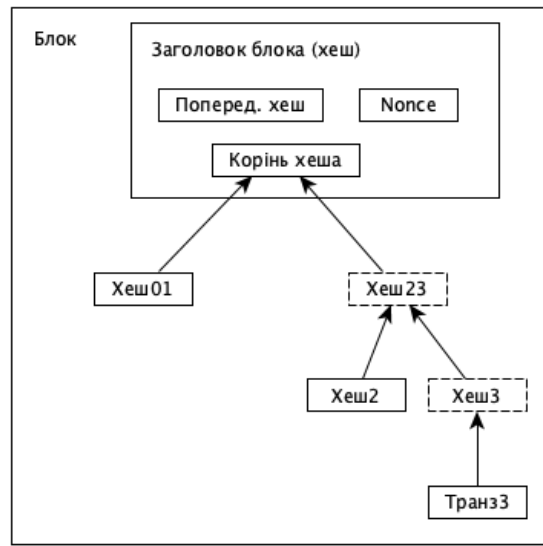 Блок
Заголовок блока (хеш)
Поперед. хеш
Nonce
Корінь хеша
Хеш01
Хеш23
Хеш2
Хеш3
Транз3